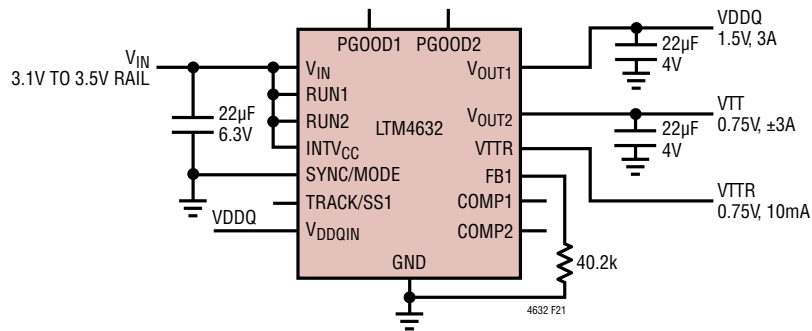 PGOOD1 PGOOD2
VIN
3.1V TO 3.5V RAIL
22µF
6.3V
VDDQ
VIN
RUN1
RUN2
INTVCC
SYNC/MODE
TRACK/SS1
VDDQIN
LTM4632
GND
VOUT1
VOUT2
VTTR
FB1
COMP1
COMP2
22µF
4V
22µF
4V
40.2k
VDDQ
1.5V, 3A
VTT
0.75V, ±3A
VTTR
0.75V, 10mA
4632 F21